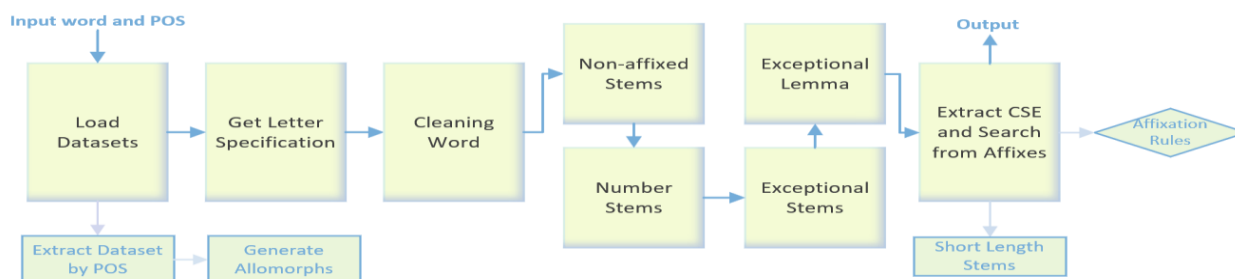 Input word and POS
Load
Datasets
Get Letter
Specification
Cleaning
Word
Non-affixed
Stems
Number
Stems
Exceptional
Stems
Exceptional
Lemma
Output
Extract CSE
and Search
from Affixes
Affixation
Rules
Extract Dataset
by POS
Generate
Allomorphs
Short Length
Stems